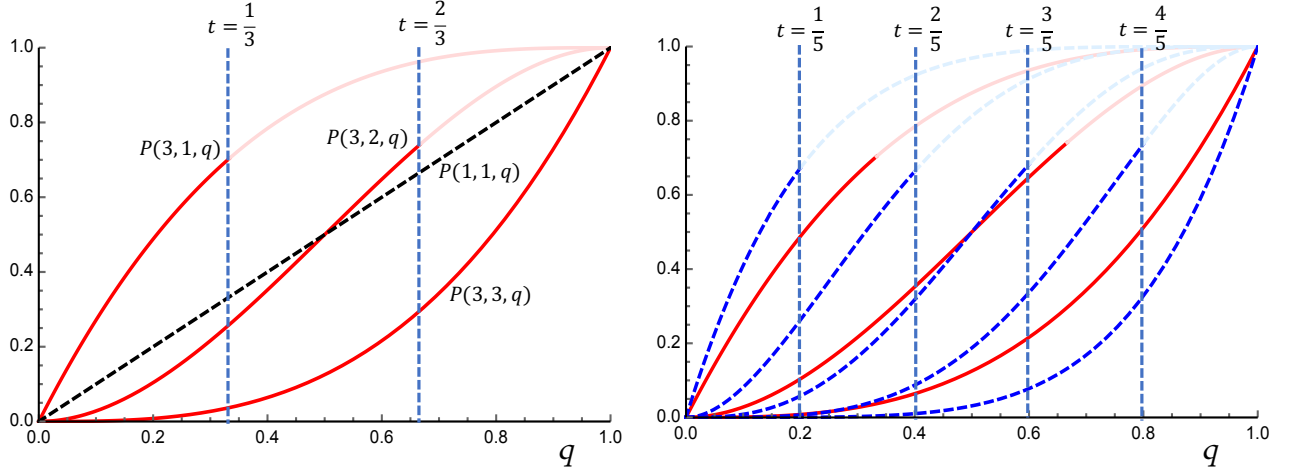 t = 1/3
t = 2/3
1.0
0.8
0.6
0.4
0.2
0.0
P(3,1,q)
P(3,2,q)
P(1,1,q)
P(3,3,q)
0.0 0.2 0.4 0.6 0.8 1.0
q
t = 1/5
t = 2/5
t = 3/5
t = 4/5
1.0
0.8
0.6
0.4
0.2
0.0
0.0 0.2 0.4 0.6 0.8 1.0
q